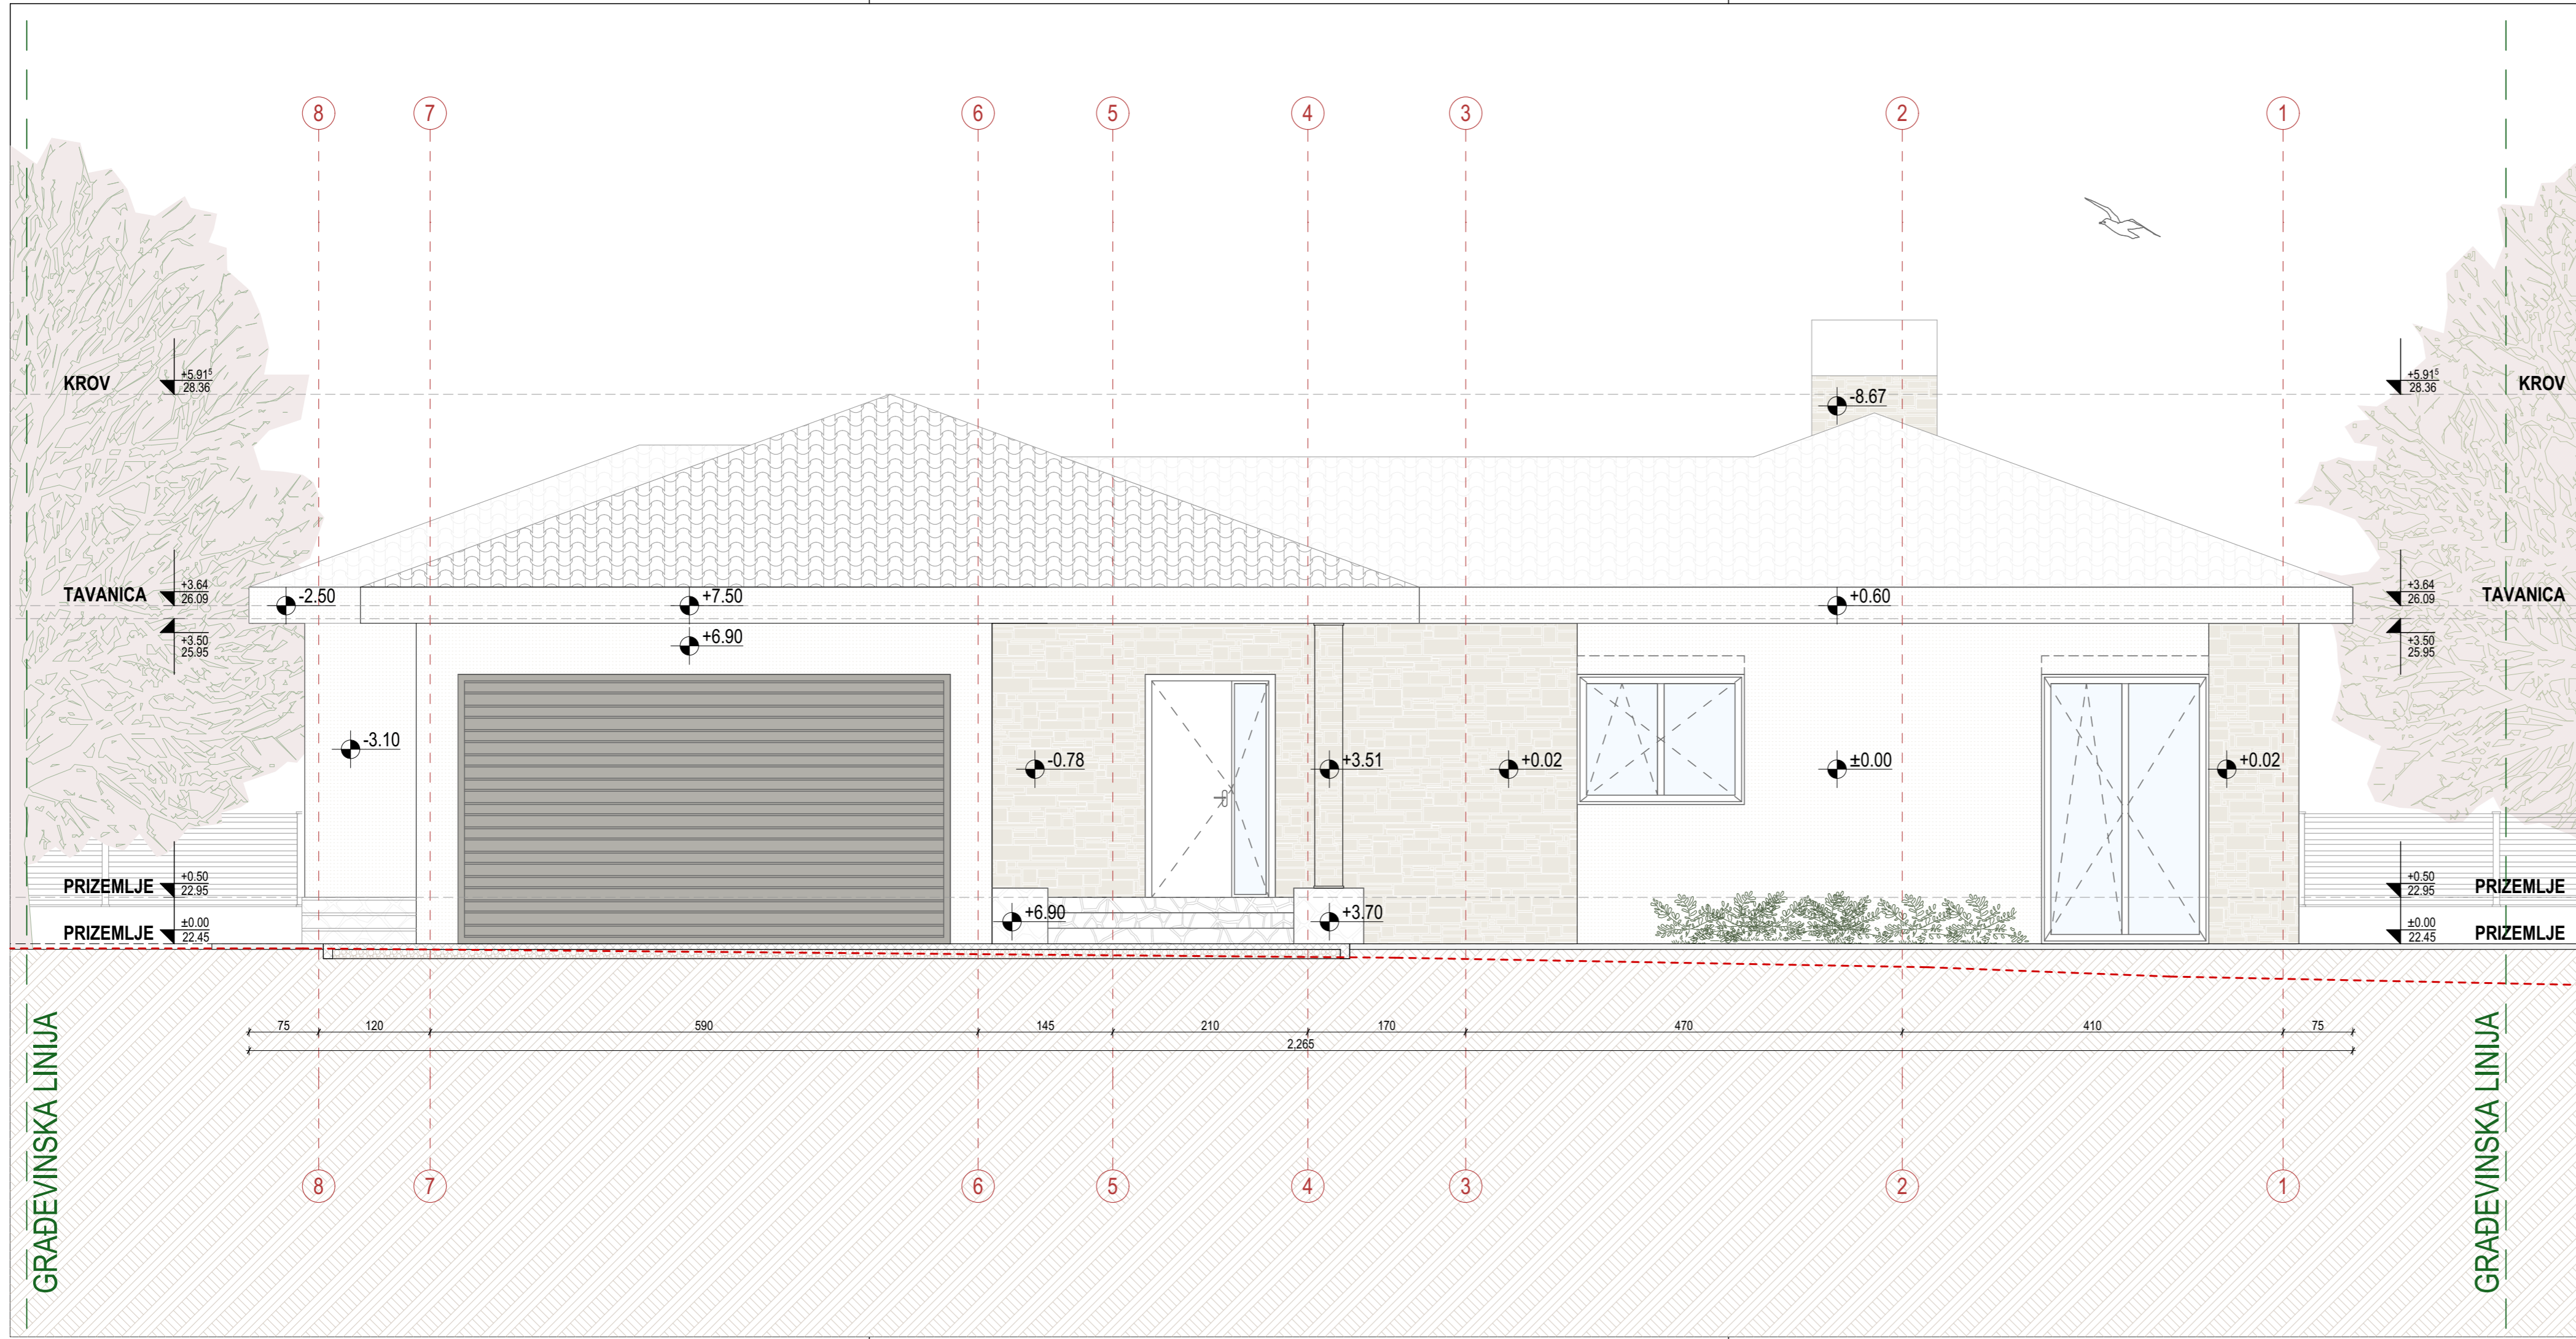 8 7 6 5 4 3 2 1
KROV +5.91⁵ 28.36
-8.67
+5.91⁵ 28.36 KROV
TAVANICA +3.64 26.09
-2.50
+7.50
+0.60
+3.64 26.09 TAVANICA
+3.50 25.95
+6.90
+3.50 25.95
-3.10
-0.78
+3.51
+0.02
±0.00
+0.02
PRIZEMLJE +0.50 22.95
+0.50 22.95 PRIZEMLJE
+6.90
+3.70
PRIZEMLJE ±0.00 22.45
±0.00 22.45 PRIZEMLJE
75 120 590 145 210 170 470 410 75
2,265
GRAĐEVINSKA LINIJA
GRAĐEVINSKA LINIJA
8 7 6 5 4 3 2 1